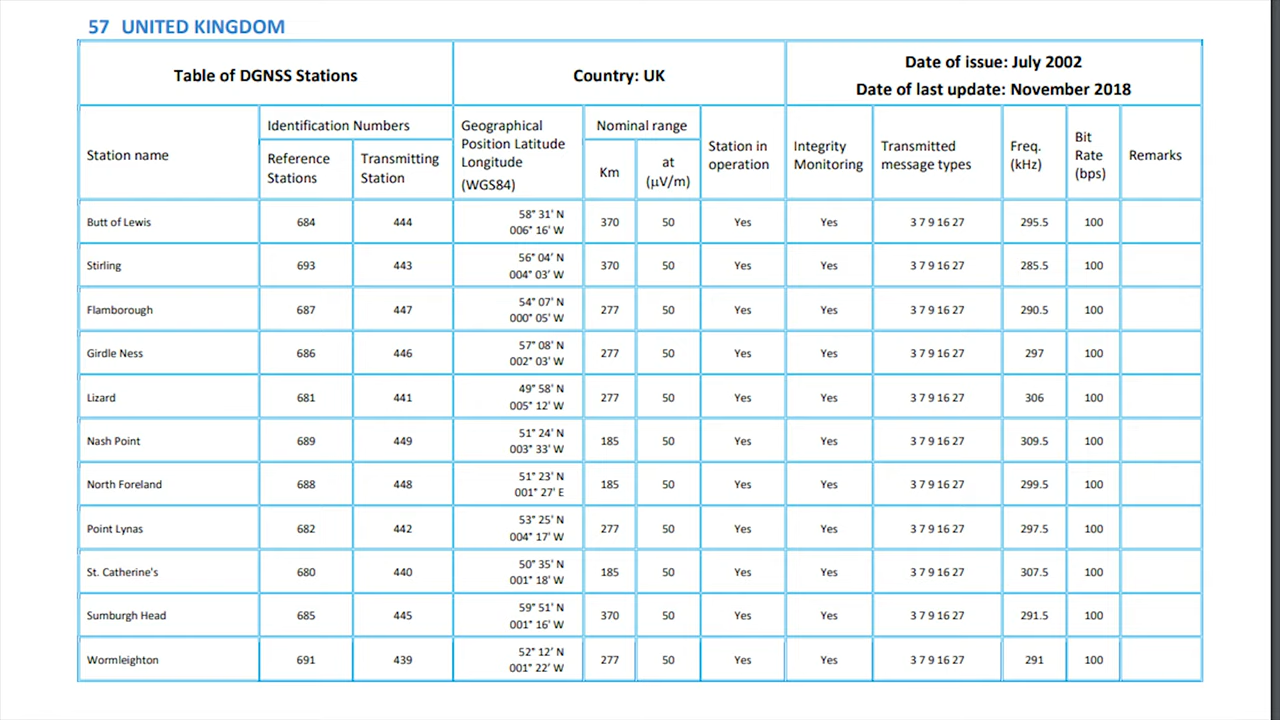 57 UNITED KINGDOM
Table of DGNSS Stations
Country: UK
Date of issue: July 2002
Date of last update: November 2018
Station name
Identification Numbers
Reference
Stations
Transmitting
Station
Geographical
Position Latitude
Longitude
(WGS84)
Nominal range
Km
at
(µV/m)
Station in
operation
Integrity
Monitoring
Transmitted
message types
Freq.
(kHz)
Bit
Rate
(bps)
Remarks
Butt of Lewis 684 444 58° 31' N 370 50 Yes Yes 3 7 9 16 27 295.5 100
006° 16' W
Stirling 693 443 56° 04' N 370 50 Yes Yes 3 7 9 16 27 285.5 100
004° 03' W
Flamborough 687 447 54° 07' N 277 50 Yes Yes 3 7 9 16 27 290.5 100
000° 05' W
Girdle Ness 686 446 57° 08' N 277 50 Yes Yes 3 7 9 16 27 297 100
002° 03' W
Lizard 681 441 49° 58' N 277 50 Yes Yes 3 7 9 16 27 306 100
005° 12' W
Nash Point 689 449 51° 24' N 185 50 Yes Yes 3 7 9 16 27 309.5 100
003° 33' W
North Foreland 688 448 51° 23' N 185 50 Yes Yes 3 7 9 16 27 299.5 100
001° 27' E
Point Lynas 682 442 53° 25' N 277 50 Yes Yes 3 7 9 16 27 297.5 100
004° 17' W
St. Catherine's 680 440 50° 35' N 185 50 Yes Yes 3 7 9 16 27 307.5 100
001° 18' W
Sumburgh Head 685 445 59° 51' N 370 50 Yes Yes 3 7 9 16 27 291.5 100
001° 16' W
Wormleighton 691 439 52° 12' N 277 50 Yes Yes 3 7 9 16 27 291 100
001° 22' W